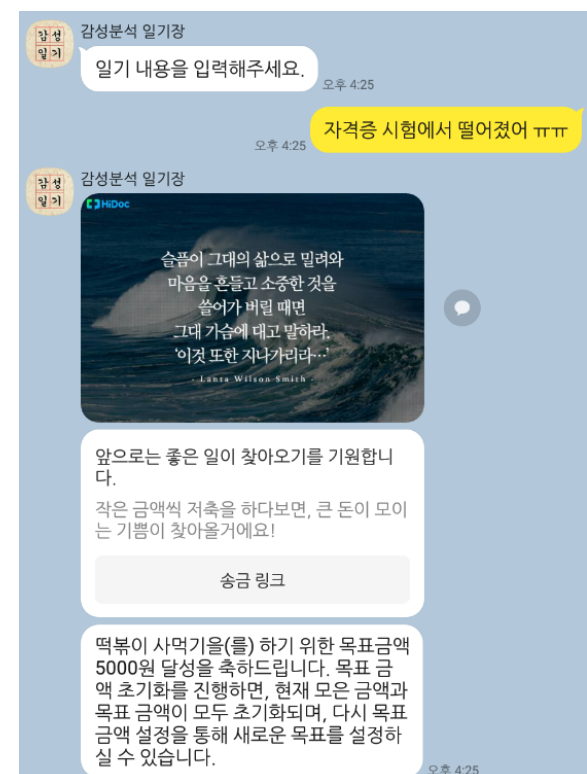 감성
일기
감성분석 일기장
일기 내용을 입력해주세요.
오후 4:25
자격증 시험에서 떨어졌어 ㅠㅠ
오후 4:25
감성
일기
감성분석 일기장
HiDoc
슬픔이 그대의 삶으로 밀려와
마음을 흔들고 소중한 것을
쓸어가 버릴 때면
그대 가슴에 대고 말하라.
'이것 또한 지나가리라…'
- Lanta Wilson Smith -
앞으로는 좋은 일이 찾아오기를 기원합니
다.
작은 금액씩 저축을 하다보면, 큰 돈이 모이
는 기쁨이 찾아올거에요!
송금 링크
떡볶이 사먹기을(를) 하기 위한 목표금액
5000원 달성을 축하드립니다. 목표 금
액 초기화를 진행하면, 현재 모은 금액과
목표 금액이 모두 초기화되며, 다시 목표
금액 설정을 통해 새로운 목표를 설정하
실 수 있습니다.
오후 4:25